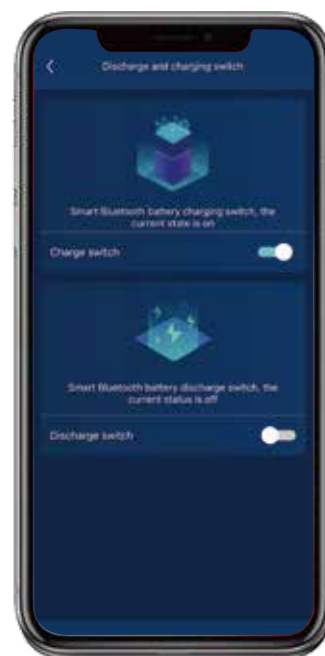 Discharge and charging switch
Smart Bluetooth battery charging switch, the
current state is on
Charge switch
Smart Bluetooth battery discharge switch, the
current status is off
Discharge switch